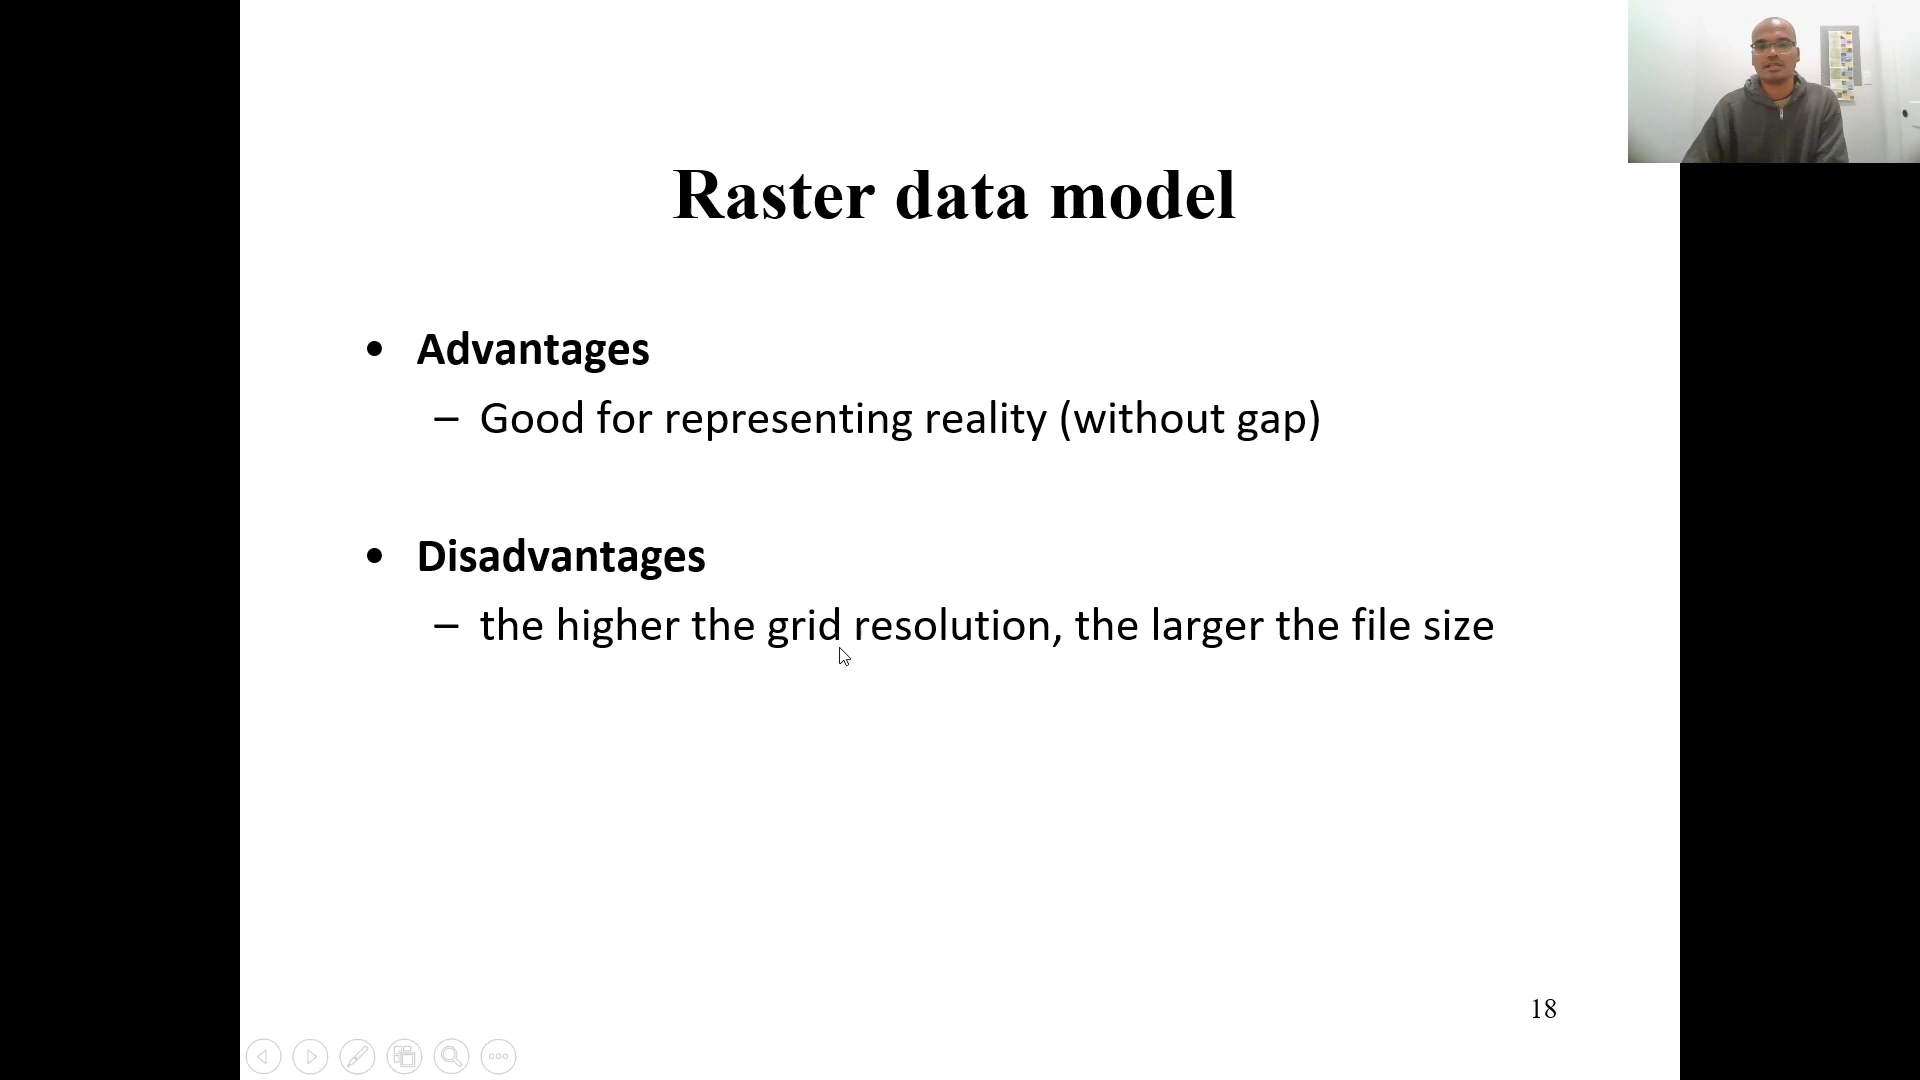 Raster data model
• Advantages
– Good for representing reality (without gap)
• Disadvantages
– the higher the grid resolution, the larger the file size
18